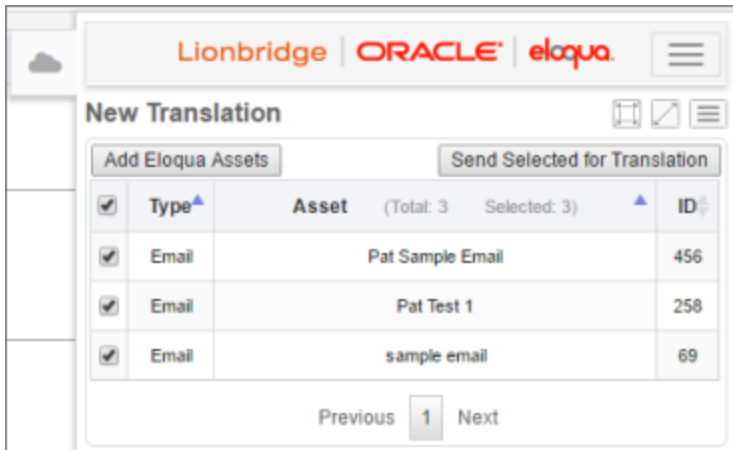 Lionbridge | ORACLE | eloqua.
New Translation
Add Eloqua Assets Send Selected for Translation
Type Asset (Total: 3 Selected: 3) ID
Email Pat Sample Email 456
Email Pat Test 1 258
Email sample email 69
Previous 1 Next